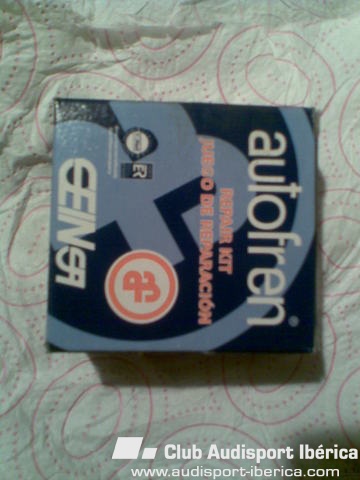 autofren®
REPAIR KIT
JUEGO DE REPARACIÓN
SEINSA
R
Club Audisport Ibérica
www.audisport-iberica.com